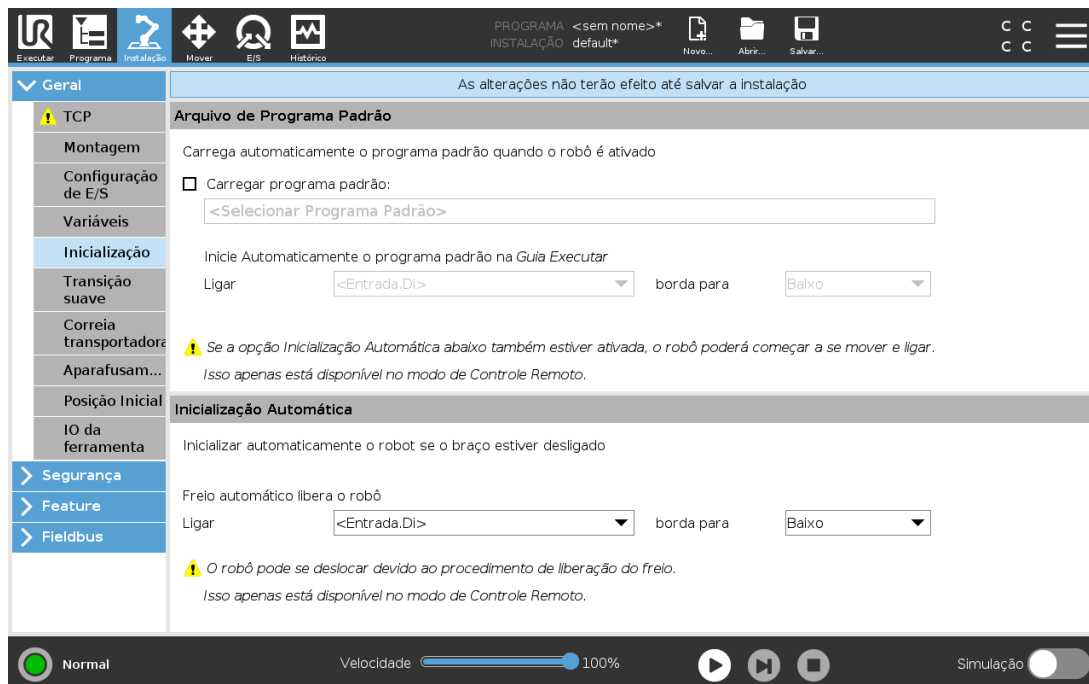 PROGRAMA <sem nome>*
INSTALAÇÃO default*
C C
C C
Executar Programa Instalação Mover E/S Histórico Novo... Abrir... Salvar...
Geral
As alterações não terão efeito até salvar a instalação
TCP
Montagem
Configuração
de E/S
Variáveis
Inicialização
Transição
suave
Correia
transportadora
Aparafusam...
Posição Inicial
IO da
ferramenta
Segurança
Feature
Fieldbus
Arquivo de Programa Padrão
Carrega automaticamente o programa padrão quando o robô é ativado
Carregar programa padrão:
<Selecionar Programa Padrão>
Inicie Automaticamente o programa padrão na Guia Executar
Ligar <Entrada.Di> borda para Baixo
Se a opção Inicialização Automática abaixo também estiver ativada, o robô poderá começar a se mover e ligar.
Isso apenas está disponível no modo de Controle Remoto.
Inicialização Automática
Inicializar automaticamente o robot se o braço estiver desligado
Freio automático libera o robô
Ligar <Entrada.Di> borda para Baixo
O robô pode se deslocar devido ao procedimento de liberação do freio.
Isso apenas está disponível no modo de Controle Remoto.
Normal Velocidade 100% Simulação